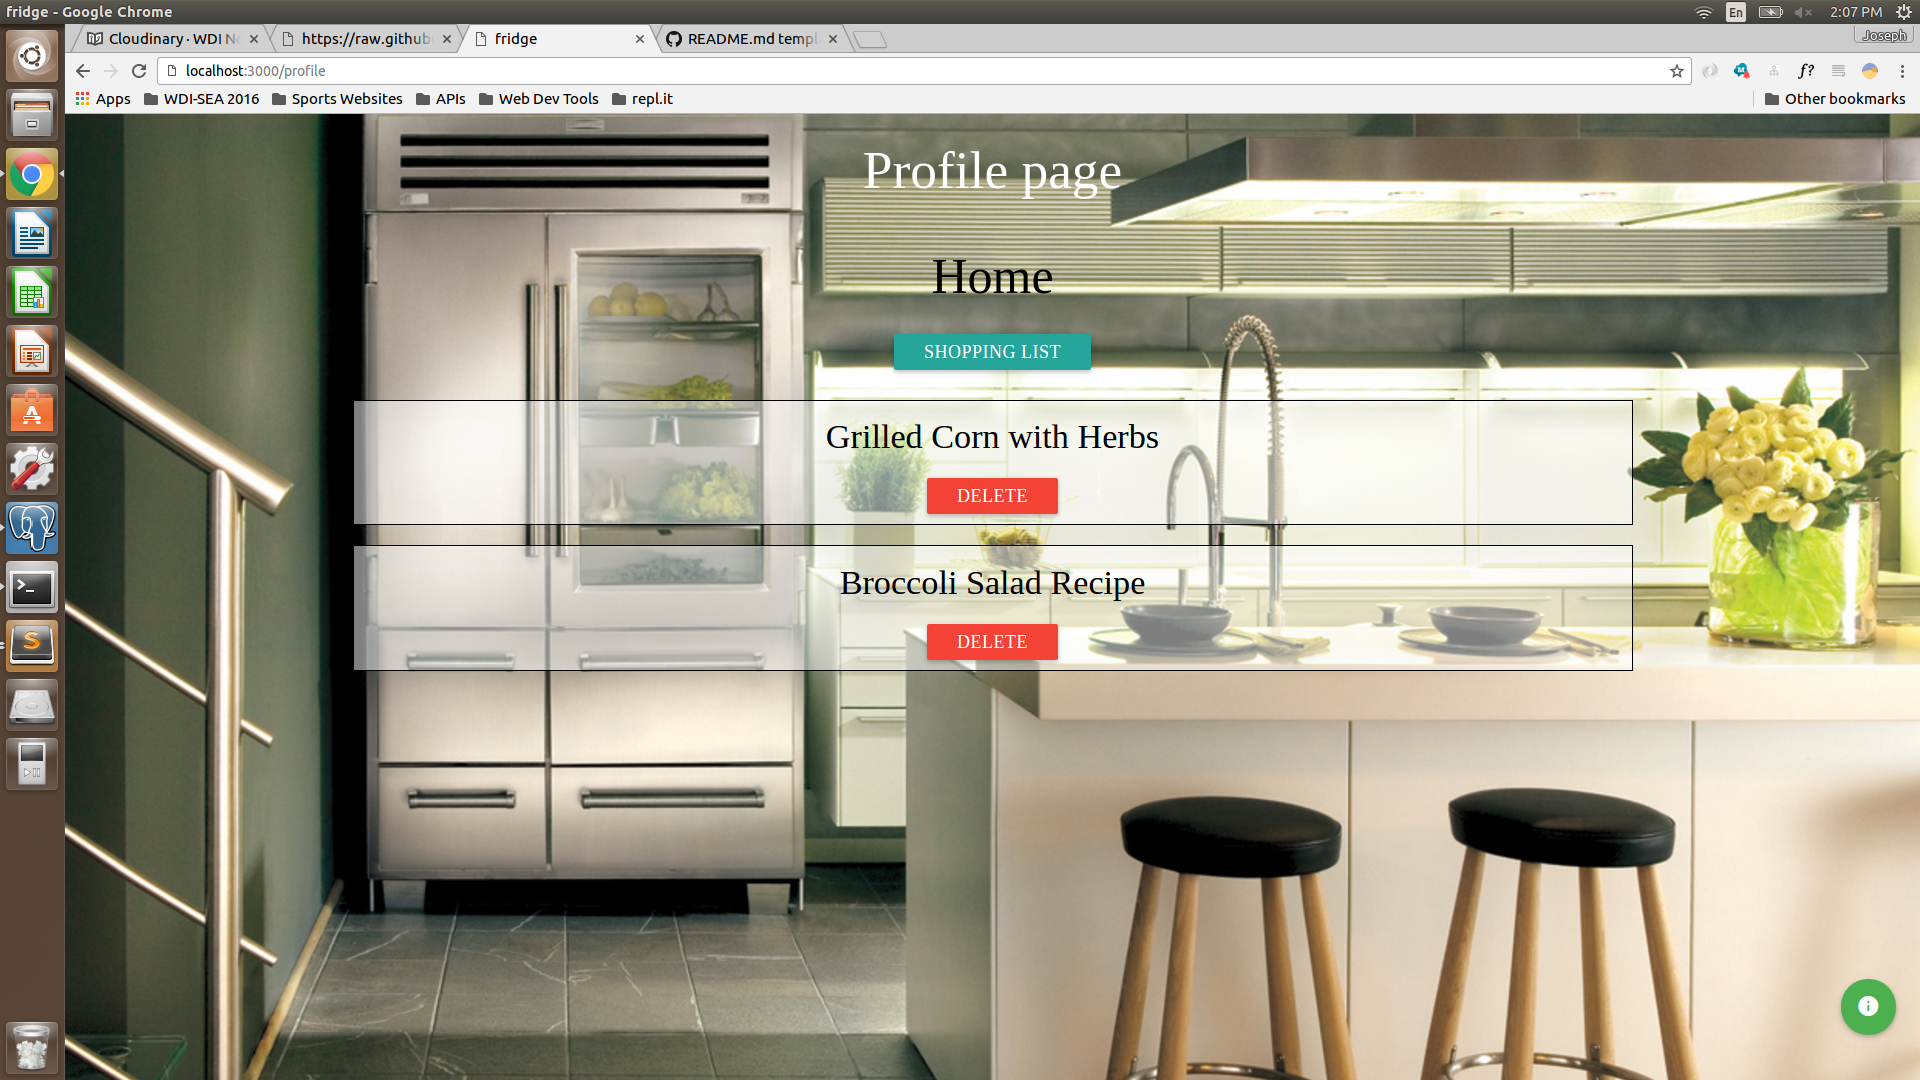 fridge - Google Chrome
En
2:07 PM
Cloudinary · WDI N
https://raw.github
fridge
README.md templ
Joseph
localhost:3000/profile
f?
Apps
WDI-SEA 2016
Sports Websites
APIs
Web Dev Tools
repl.it
Other bookmarks
Profile page
Home
SHOPPING LIST
Grilled Corn with Herbs
DELETE
Broccoli Salad Recipe
DELETE